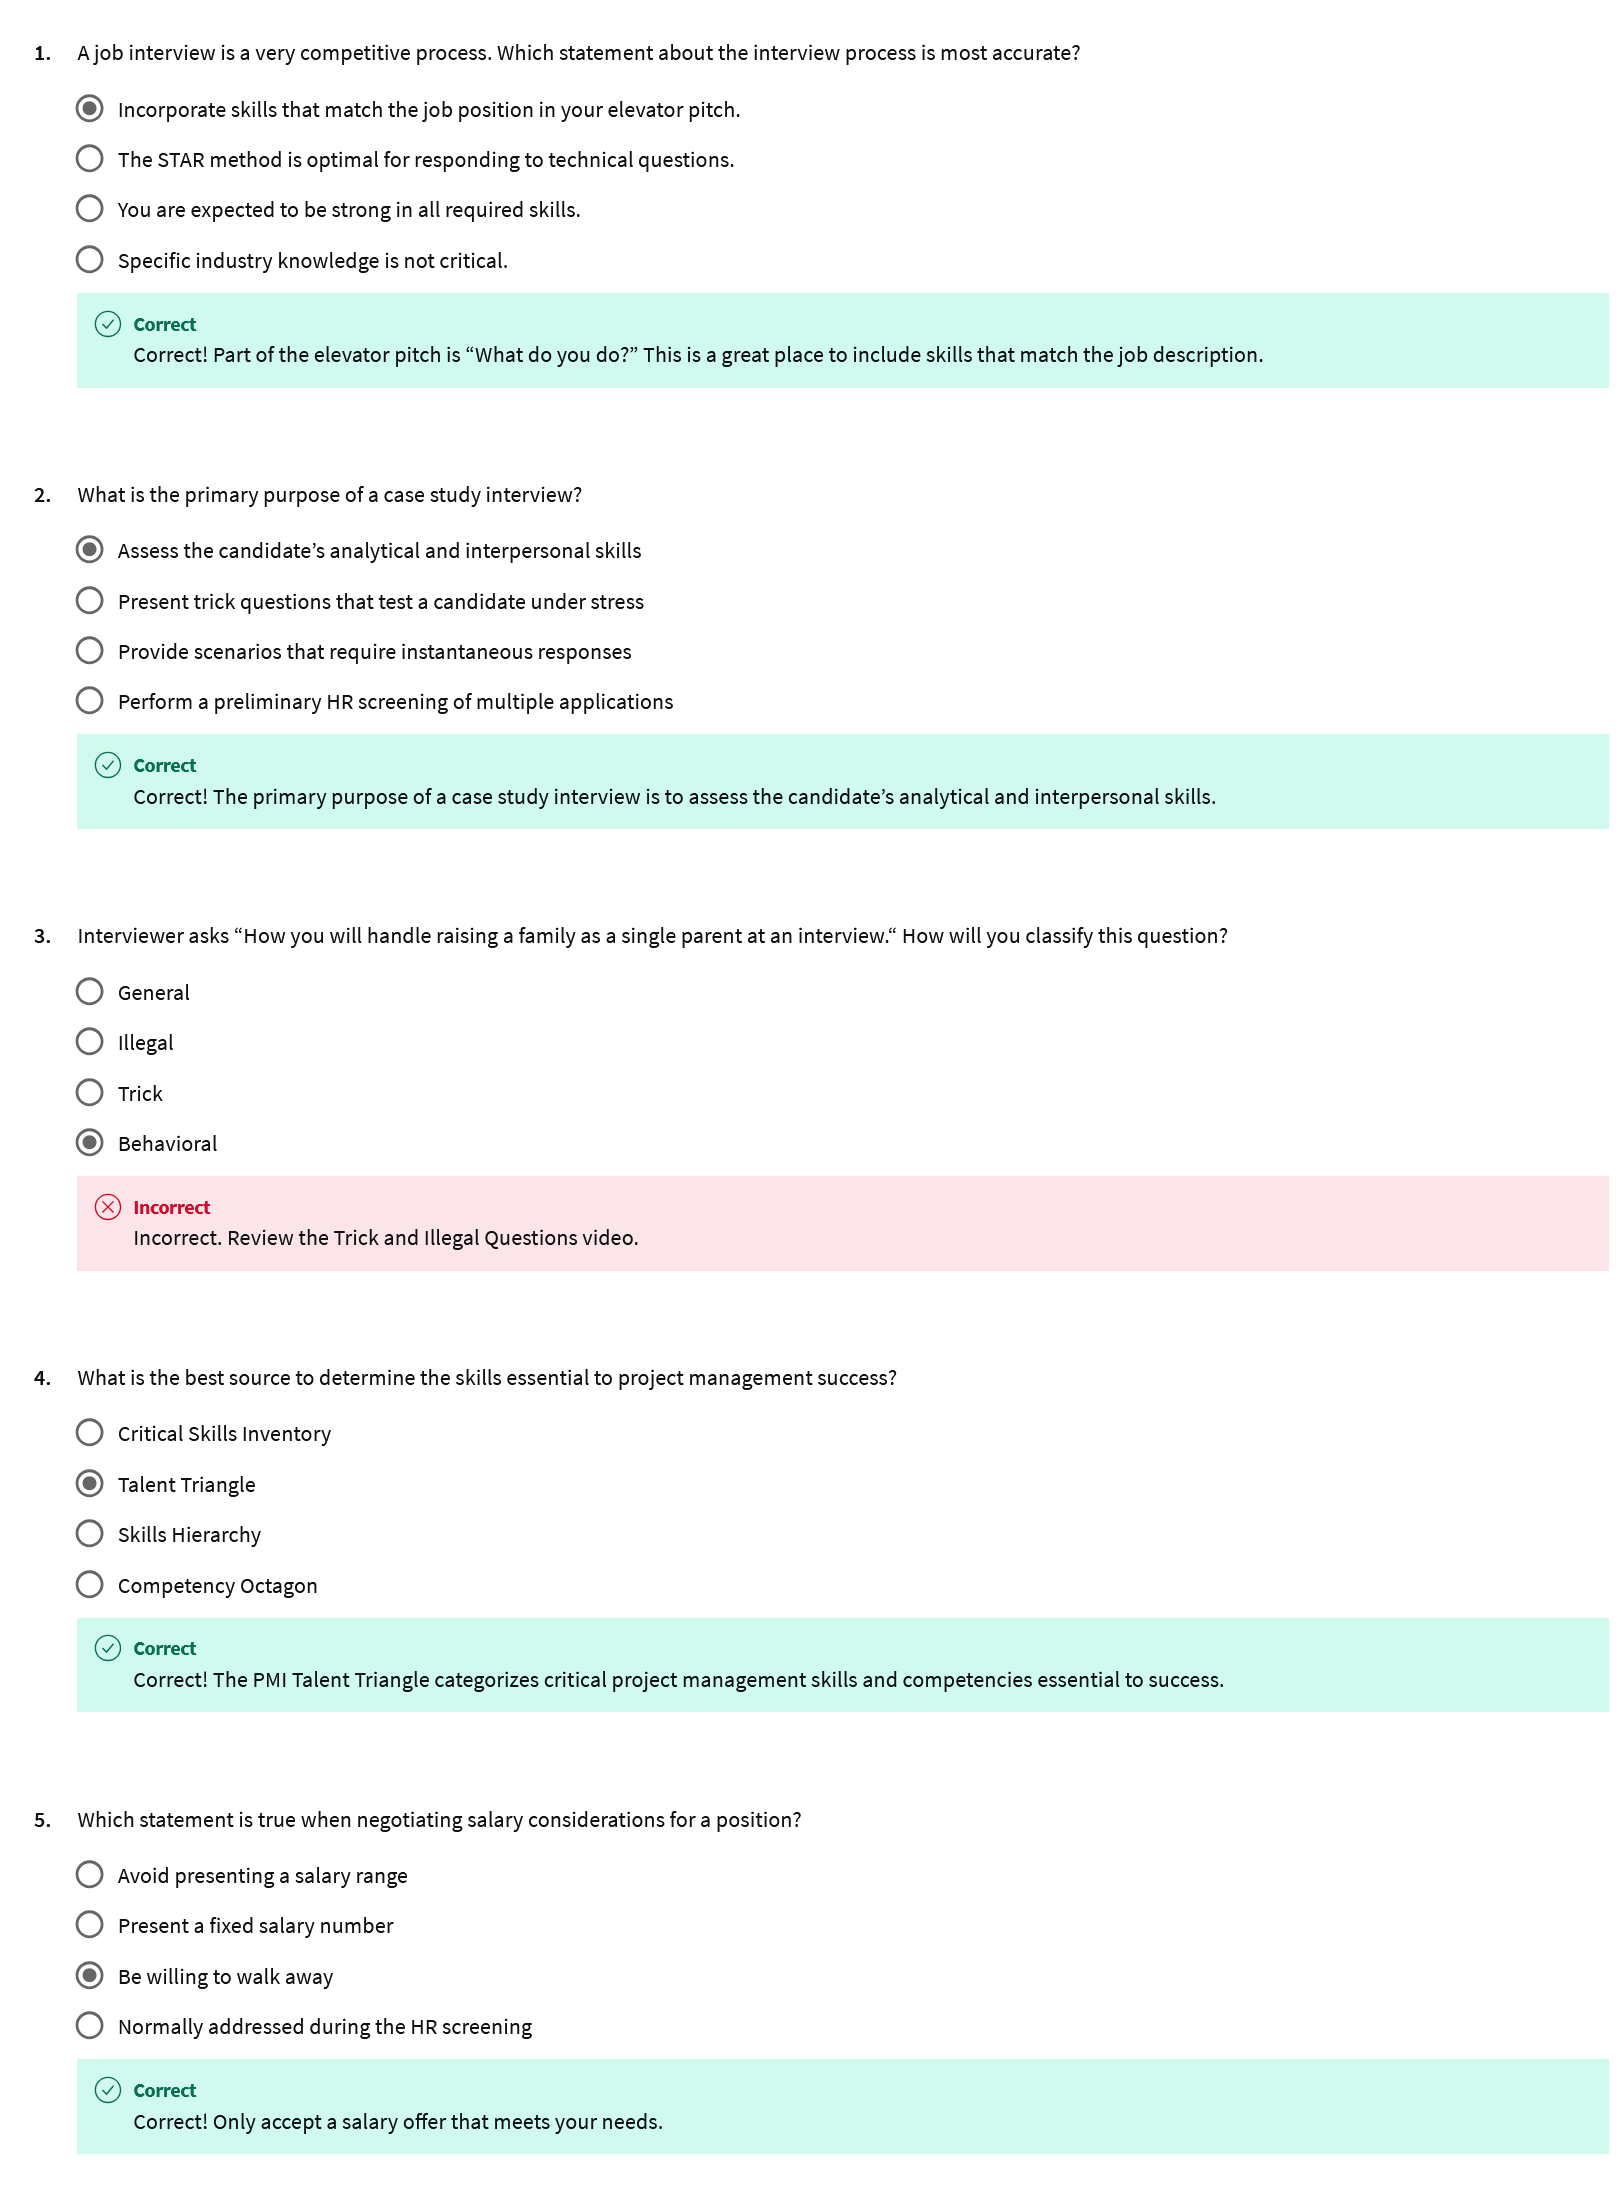 1. A job interview is a very competitive process. Which statement about the interview process is most accurate?
Incorporate skills that match the job position in your elevator pitch.
The STAR method is optimal for responding to technical questions.
You are expected to be strong in all required skills.
Specific industry knowledge is not critical.
Correct
Correct! Part of the elevator pitch is “What do you do?” This is a great place to include skills that match the job description.
2. What is the primary purpose of a case study interview?
Assess the candidate’s analytical and interpersonal skills
Present trick questions that test a candidate under stress
Provide scenarios that require instantaneous responses
Perform a preliminary HR screening of multiple applications
Correct
Correct! The primary purpose of a case study interview is to assess the candidate’s analytical and interpersonal skills.
3. Interviewer asks “How you will handle raising a family as a single parent at an interview.“ How will you classify this question?
General
Illegal
Trick
Behavioral
Incorrect
Incorrect. Review the Trick and Illegal Questions video.
4. What is the best source to determine the skills essential to project management success?
Critical Skills Inventory
Talent Triangle
Skills Hierarchy
Competency Octagon
Correct
Correct! The PMI Talent Triangle categorizes critical project management skills and competencies essential to success.
5. Which statement is true when negotiating salary considerations for a position?
Avoid presenting a salary range
Present a fixed salary number
Be willing to walk away
Normally addressed during the HR screening
Correct
Correct! Only accept a salary offer that meets your needs.